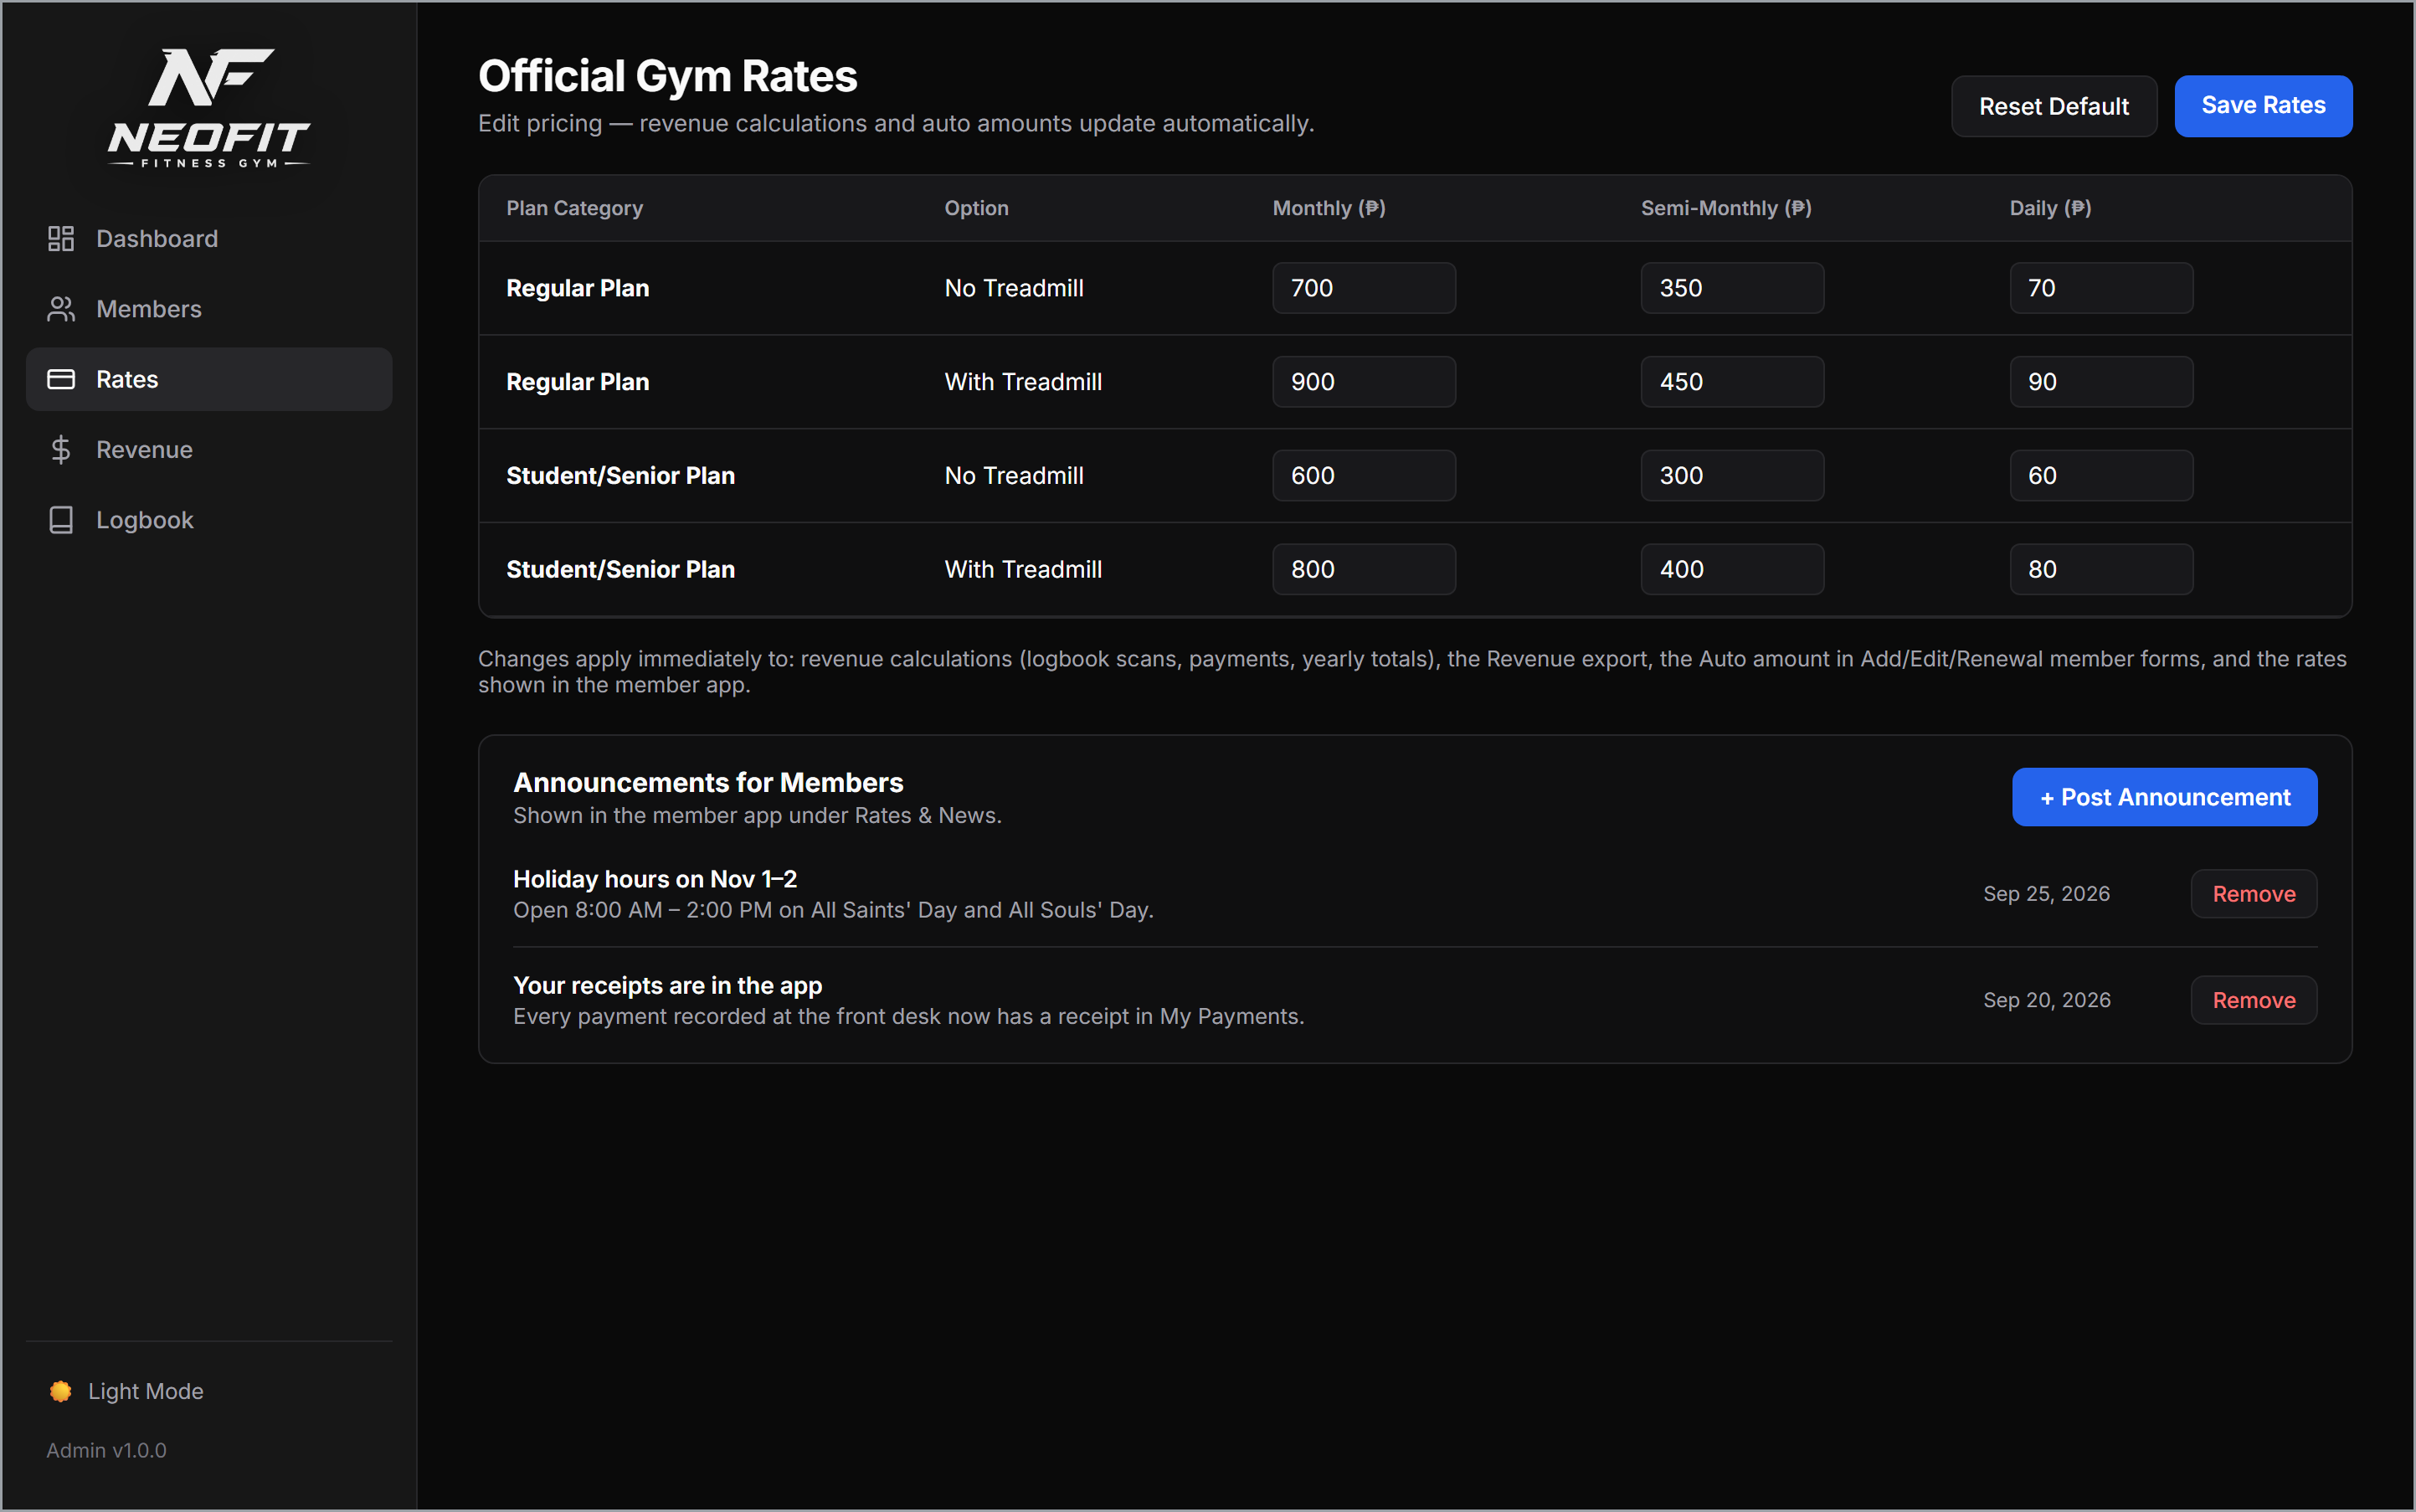 NF
NEOFIT
FITNESS GYM
Dashboard
Members
Rates
Revenue
Logbook
Light Mode
Admin v1.0.0
Official Gym Rates
Edit pricing — revenue calculations and auto amounts update automatically.
Reset Default
Save Rates
Plan Category Option Monthly (₱) Semi-Monthly (₱) Daily (₱)
Regular Plan No Treadmill 700 350 70
Regular Plan With Treadmill 900 450 90
Student/Senior Plan No Treadmill 600 300 60
Student/Senior Plan With Treadmill 800 400 80
Changes apply immediately to: revenue calculations (logbook scans, payments, yearly totals), the Revenue export, the Auto amount in Add/Edit/Renewal member forms, and the rates
shown in the member app.
Announcements for Members
Shown in the member app under Rates & News.
+ Post Announcement
Holiday hours on Nov 1–2
Open 8:00 AM – 2:00 PM on All Saints' Day and All Souls' Day.
Sep 25, 2026
Remove
Your receipts are in the app
Every payment recorded at the front desk now has a receipt in My Payments.
Sep 20, 2026
Remove